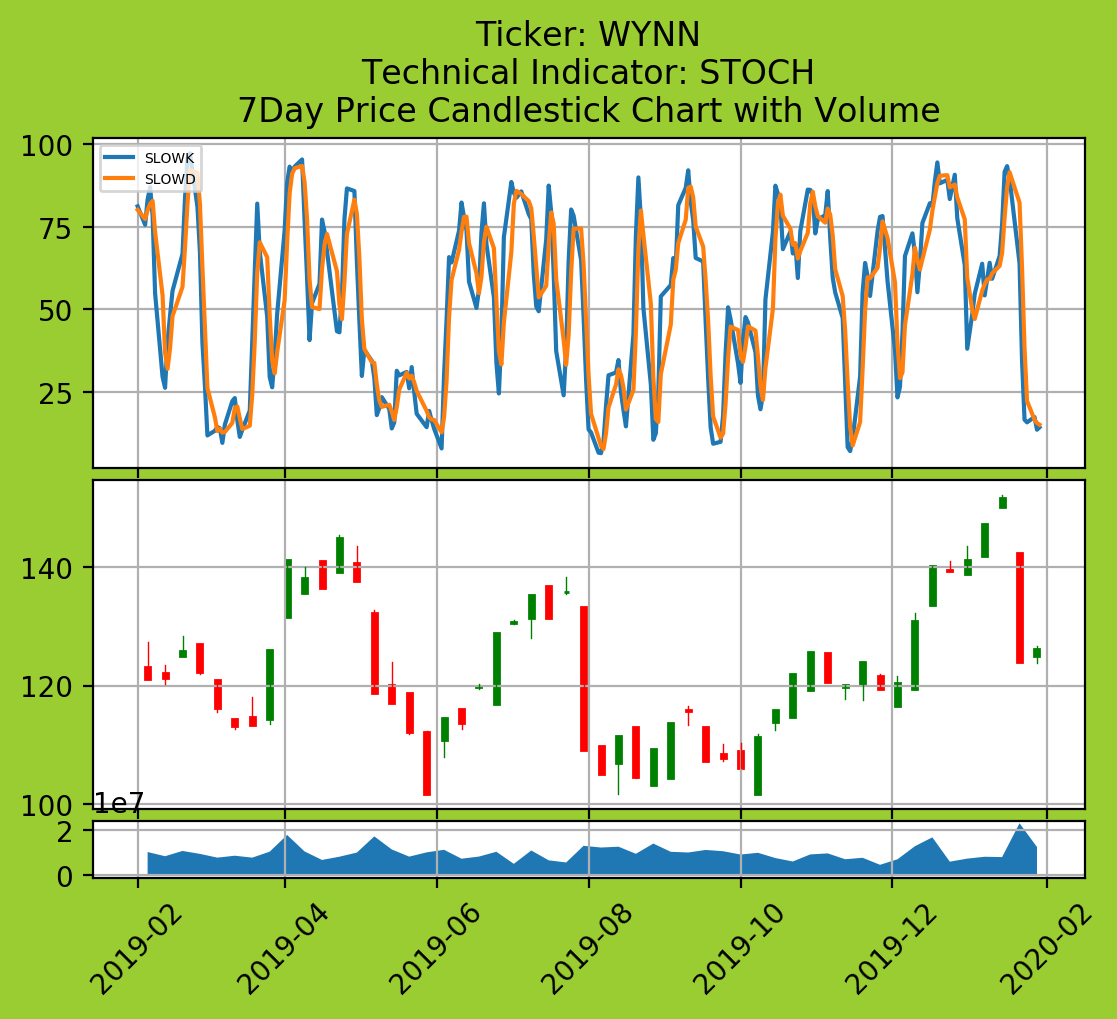 Ticker: WYNN
Technical Indicator: STOCH
7Day Price Candlestick Chart with Volume
100
75
50
25
SLOWK
SLOWD
140
120
100
1e7
2
0
2019-02
2019-04
2019-06
2019-08
2019-10
2019-12
2020-02